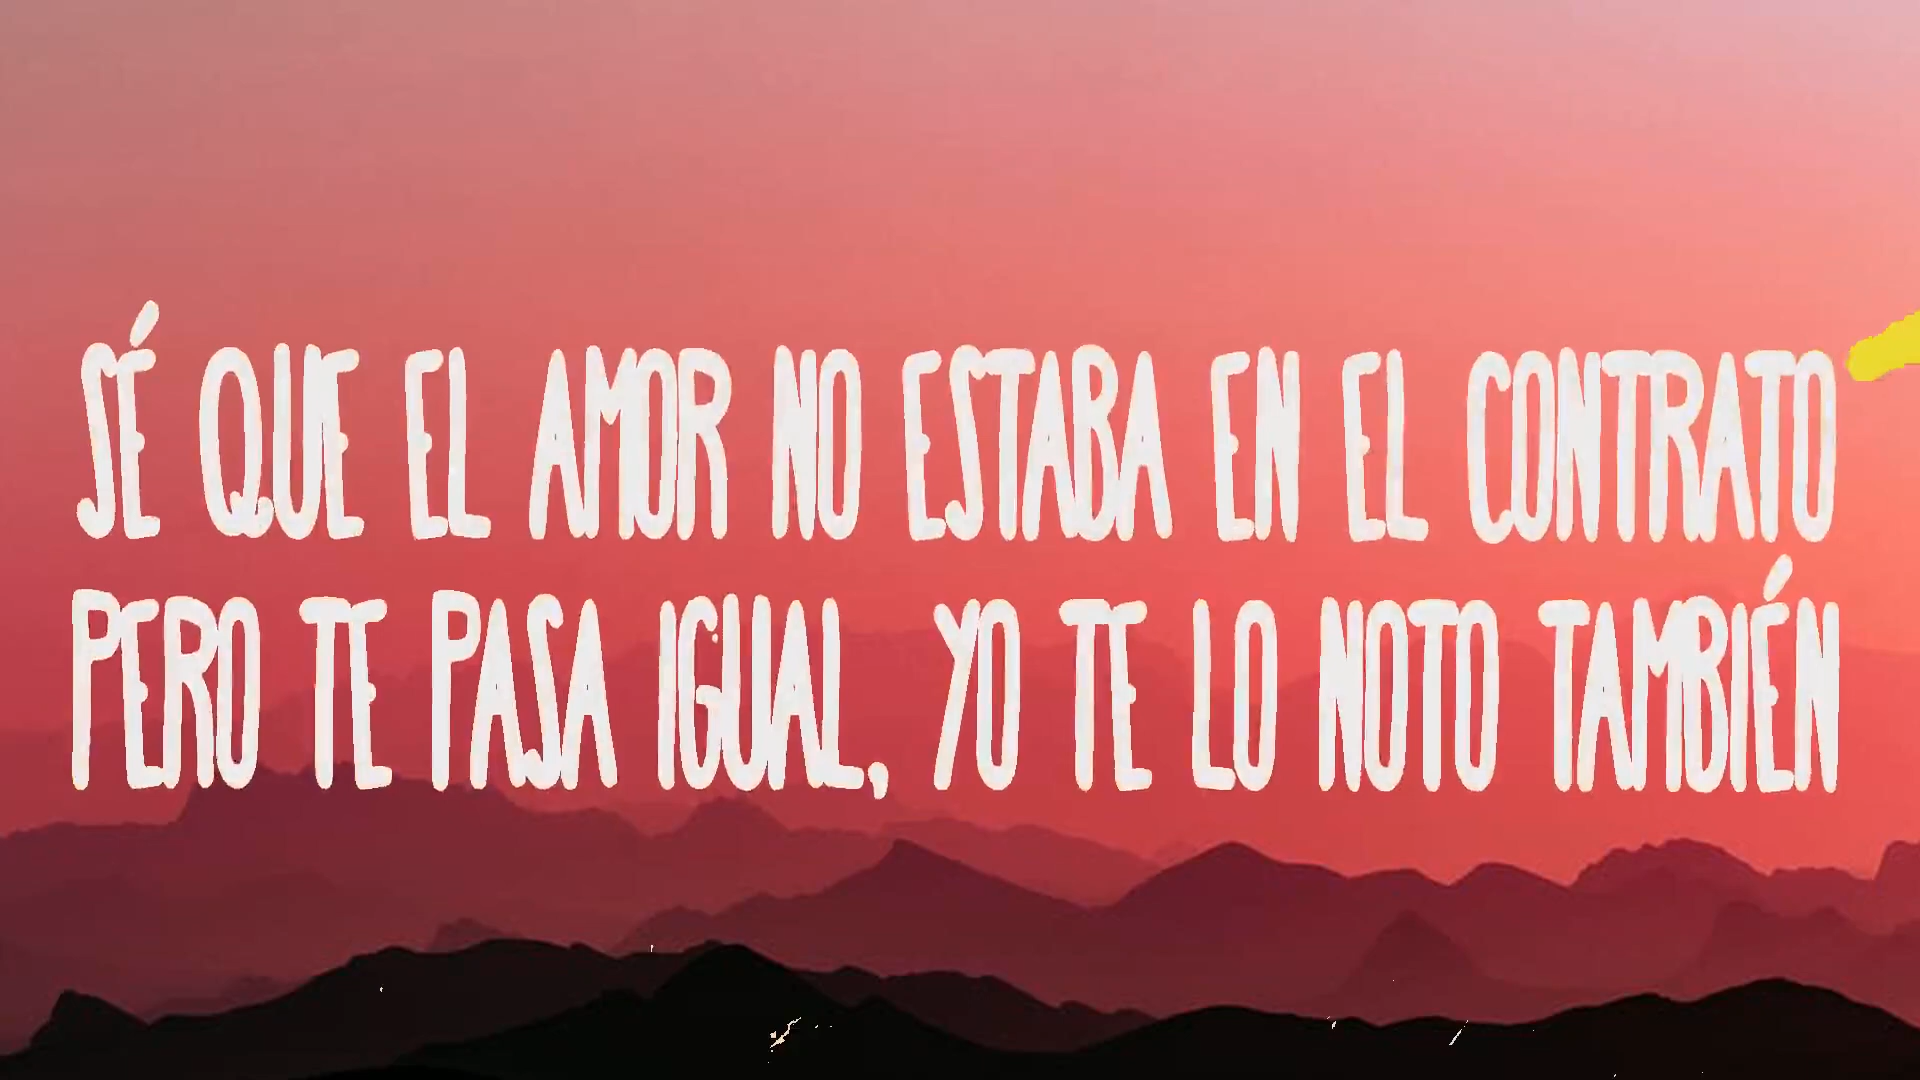 SÉ QUE EL AMOR NO ESTABA EN EL CONTRATO
PERO TE PASA IGUAL, YO TE LO NOTO TAMBIÉN